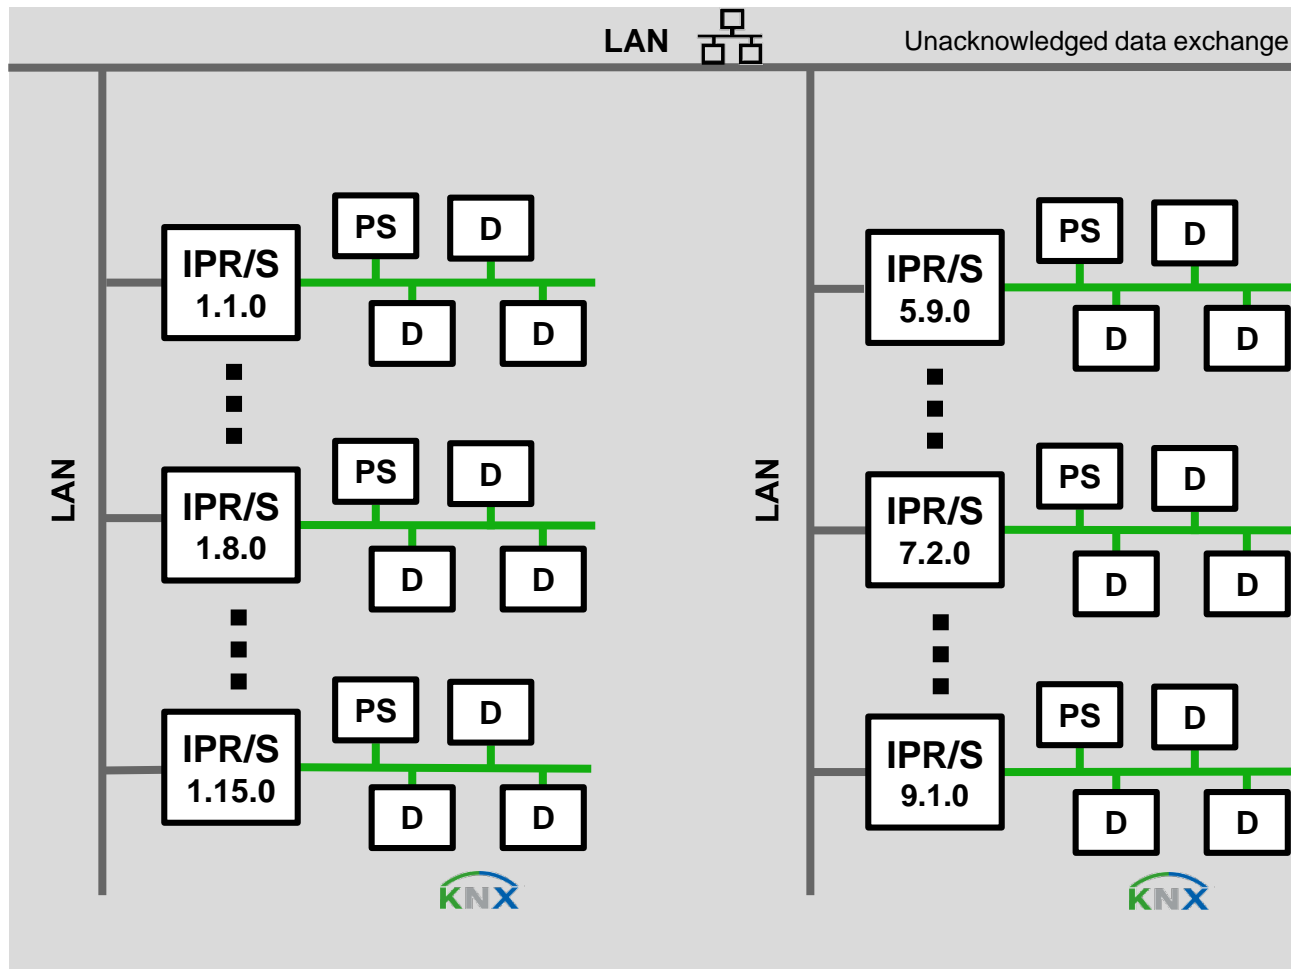 LAN
Unacknowledged data exchange
LAN
IPR/S
1.1.0
PS
D
D
D
IPR/S
1.8.0
PS
D
D
D
IPR/S
1.15.0
PS
D
D
D
KNX
LAN
IPR/S
5.9.0
PS
D
D
D
IPR/S
7.2.0
PS
D
D
D
IPR/S
9.1.0
PS
D
D
D
KNX